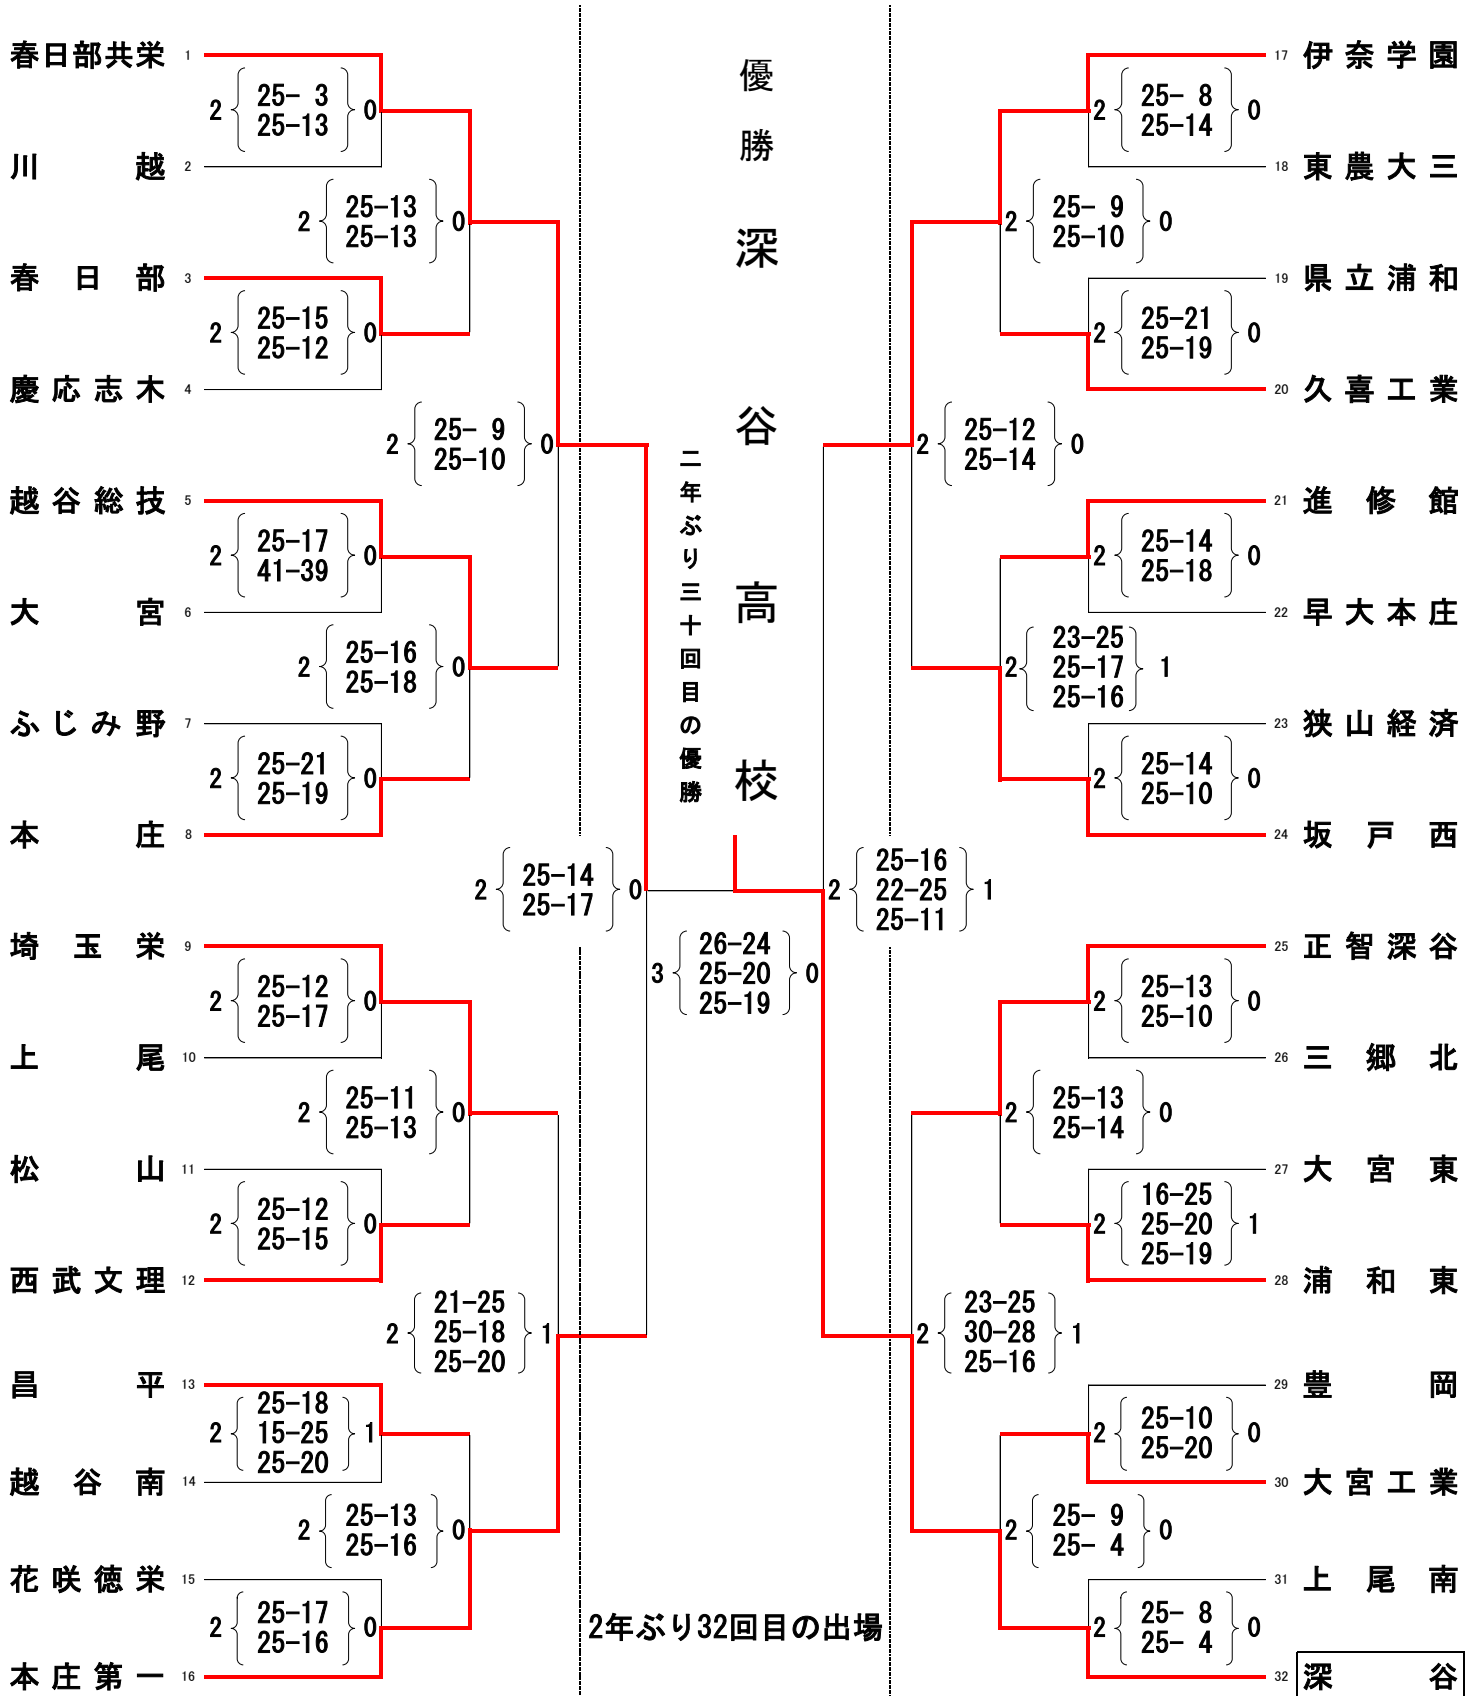 春日部共栄 1
2 25- 3 0
25-13
川越 2
2 25-13 0
25-13
春日部 3
2 25-15 0
25-12
慶応志木 4
2 25- 9 0
25-10
越谷総技 5
2 25-17 0
41-39
大宮 6
2 25-16 0
25-18
ふじみ野 7
2 25-21 0
25-19
本庄 8
2 25-14 0
25-17
埼玉栄 9
2 25-12 0
25-17
上尾 10
2 25-11 0
25-13
松山 11
2 25-12 0
25-15
西武文理 12
2 21-25 1
25-18
25-20
昌平 13
2 25-18 1
15-25
25-20
越谷南 14
2 25-13 0
25-16
花咲徳栄 15
2 25-17 0
25-16
本庄第一 16
優勝
深谷高校
二年ぶり三十回目の優勝
3 26-24 0
25-20
25-19
2年ぶり32回目の出場
17 伊奈学園
2 25- 8 0
25-14
18 東農大三
2 25- 9 0
25-10
19 県立浦和
2 25-21 0
25-19
20 久喜工業
2 25-12 0
25-14
21 進修館
2 25-14 0
25-18
22 早大本庄
2 23-25 1
25-17
25-16
23 狭山経済
2 25-14 0
25-10
24 坂戸西
2 25-16 1
22-25
25-11
25 正智深谷
2 25-13 0
25-10
26 三郷北
2 25-13 0
25-14
27 大宮東
2 16-25 1
25-20
25-19
28 浦和東
2 23-25 1
30-28
25-16
29 豊岡
2 25-10 0
25-20
30 大宮工業
2 25- 9 0
25- 4
31 上尾南
2 25- 8 0
25- 4
32 深谷